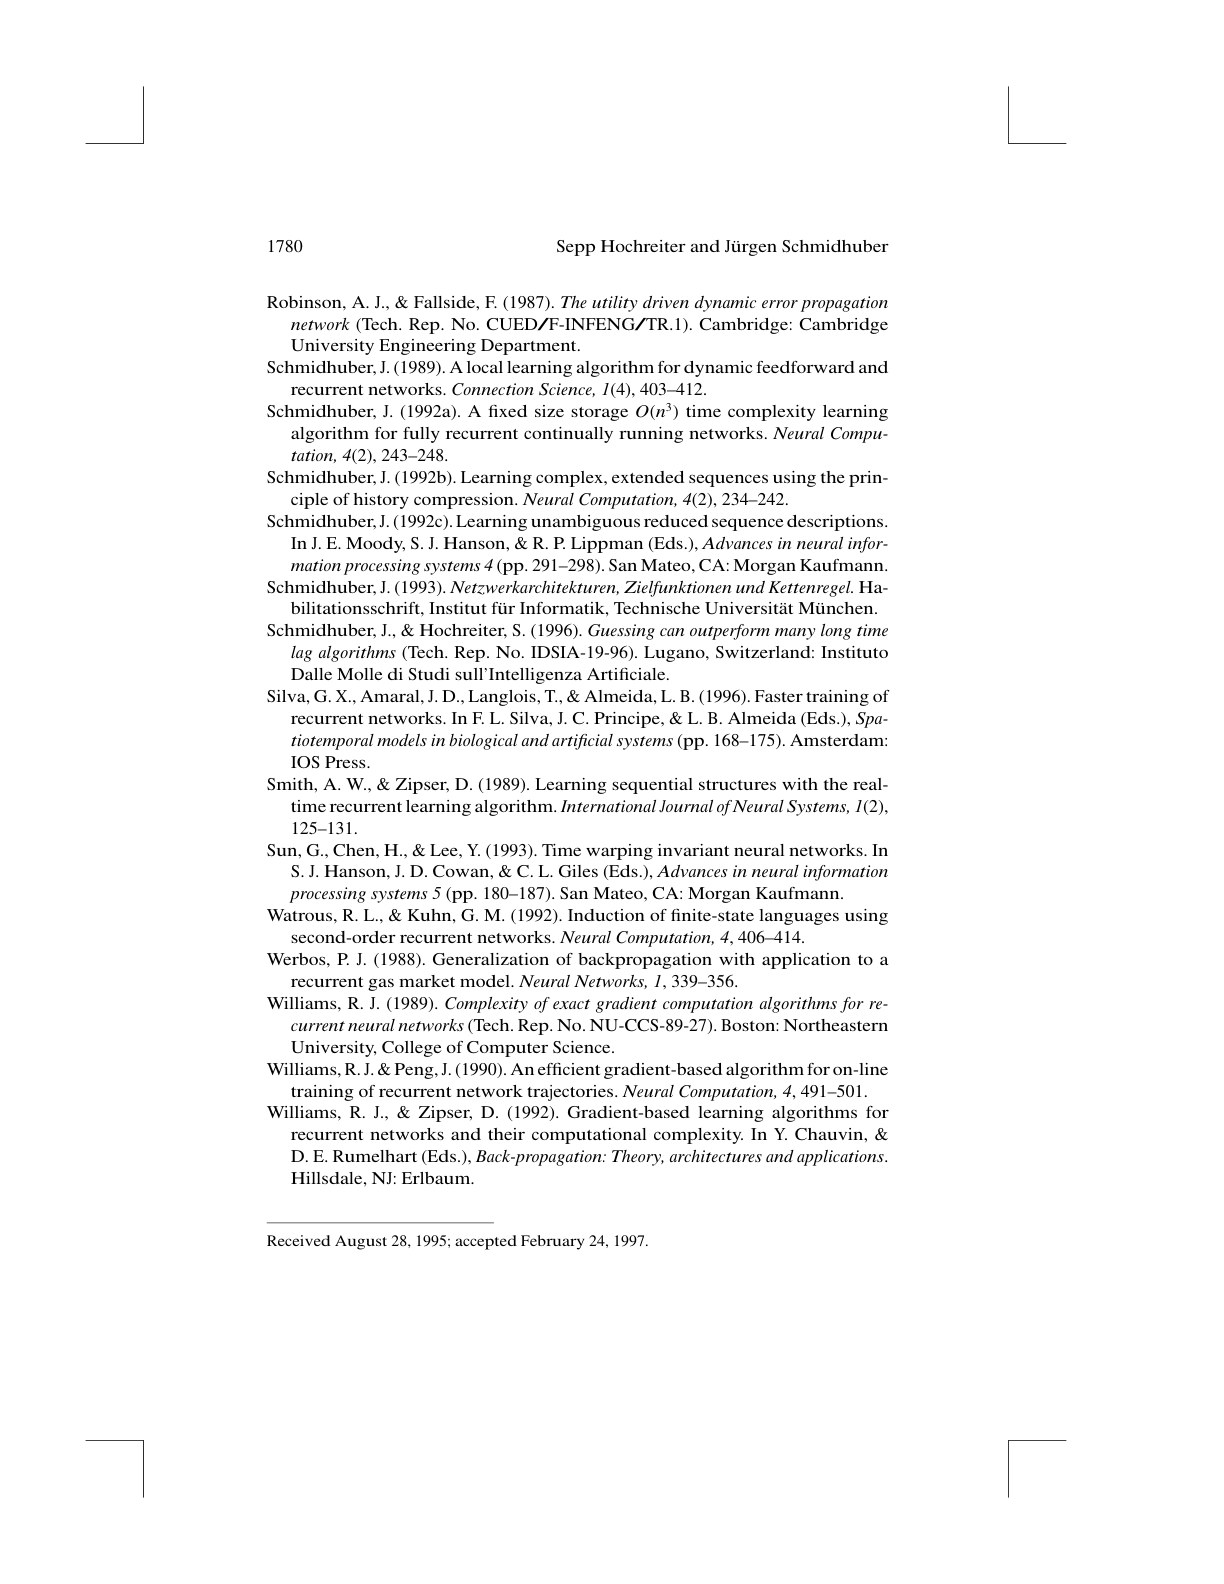 1780 Sepp Hochreiter and Jürgen Schmidhuber
Robinson, A. J., & Fallside, F. (1987). The utility driven dynamic error propagation
network (Tech. Rep. No. CUED/F-INFENG/TR.1). Cambridge: Cambridge
University Engineering Department.
Schmidhuber, J. (1989). A local learning algorithm for dynamic feedforward and
recurrent networks. Connection Science, 1(4), 403–412.
Schmidhuber, J. (1992a). A fixed size storage O(n³) time complexity learning
algorithm for fully recurrent continually running networks. Neural Compu-
tation, 4(2), 243–248.
Schmidhuber, J. (1992b). Learning complex, extended sequences using the prin-
ciple of history compression. Neural Computation, 4(2), 234–242.
Schmidhuber, J. (1992c). Learning unambiguous reduced sequence descriptions.
In J. E. Moody, S. J. Hanson, & R. P. Lippman (Eds.), Advances in neural infor-
mation processing systems 4 (pp. 291–298). San Mateo, CA: Morgan Kaufmann.
Schmidhuber, J. (1993). Netzwerkarchitekturen, Zielfunktionen und Kettenregel. Ha-
bilitationsschrift, Institut für Informatik, Technische Universität München.
Schmidhuber, J., & Hochreiter, S. (1996). Guessing can outperform many long time
lag algorithms (Tech. Rep. No. IDSIA-19-96). Lugano, Switzerland: Instituto
Dalle Molle di Studi sull'Intelligenza Artificiale.
Silva, G. X., Amaral, J. D., Langlois, T., & Almeida, L. B. (1996). Faster training of
recurrent networks. In F. L. Silva, J. C. Principe, & L. B. Almeida (Eds.), Spa-
tiotemporal models in biological and artificial systems (pp. 168–175). Amsterdam:
IOS Press.
Smith, A. W., & Zipser, D. (1989). Learning sequential structures with the real-
time recurrent learning algorithm. International Journal of Neural Systems, 1(2),
125–131.
Sun, G., Chen, H., & Lee, Y. (1993). Time warping invariant neural networks. In
S. J. Hanson, J. D. Cowan, & C. L. Giles (Eds.), Advances in neural information
processing systems 5 (pp. 180–187). San Mateo, CA: Morgan Kaufmann.
Watrous, R. L., & Kuhn, G. M. (1992). Induction of finite-state languages using
second-order recurrent networks. Neural Computation, 4, 406–414.
Werbos, P. J. (1988). Generalization of backpropagation with application to a
recurrent gas market model. Neural Networks, 1, 339–356.
Williams, R. J. (1989). Complexity of exact gradient computation algorithms for re-
current neural networks (Tech. Rep. No. NU-CCS-89-27). Boston: Northeastern
University, College of Computer Science.
Williams, R. J. & Peng, J. (1990). An efficient gradient-based algorithm for on-line
training of recurrent network trajectories. Neural Computation, 4, 491–501.
Williams, R. J., & Zipser, D. (1992). Gradient-based learning algorithms for
recurrent networks and their computational complexity. In Y. Chauvin, &
D. E. Rumelhart (Eds.), Back-propagation: Theory, architectures and applications.
Hillsdale, NJ: Erlbaum.
Received August 28, 1995; accepted February 24, 1997.